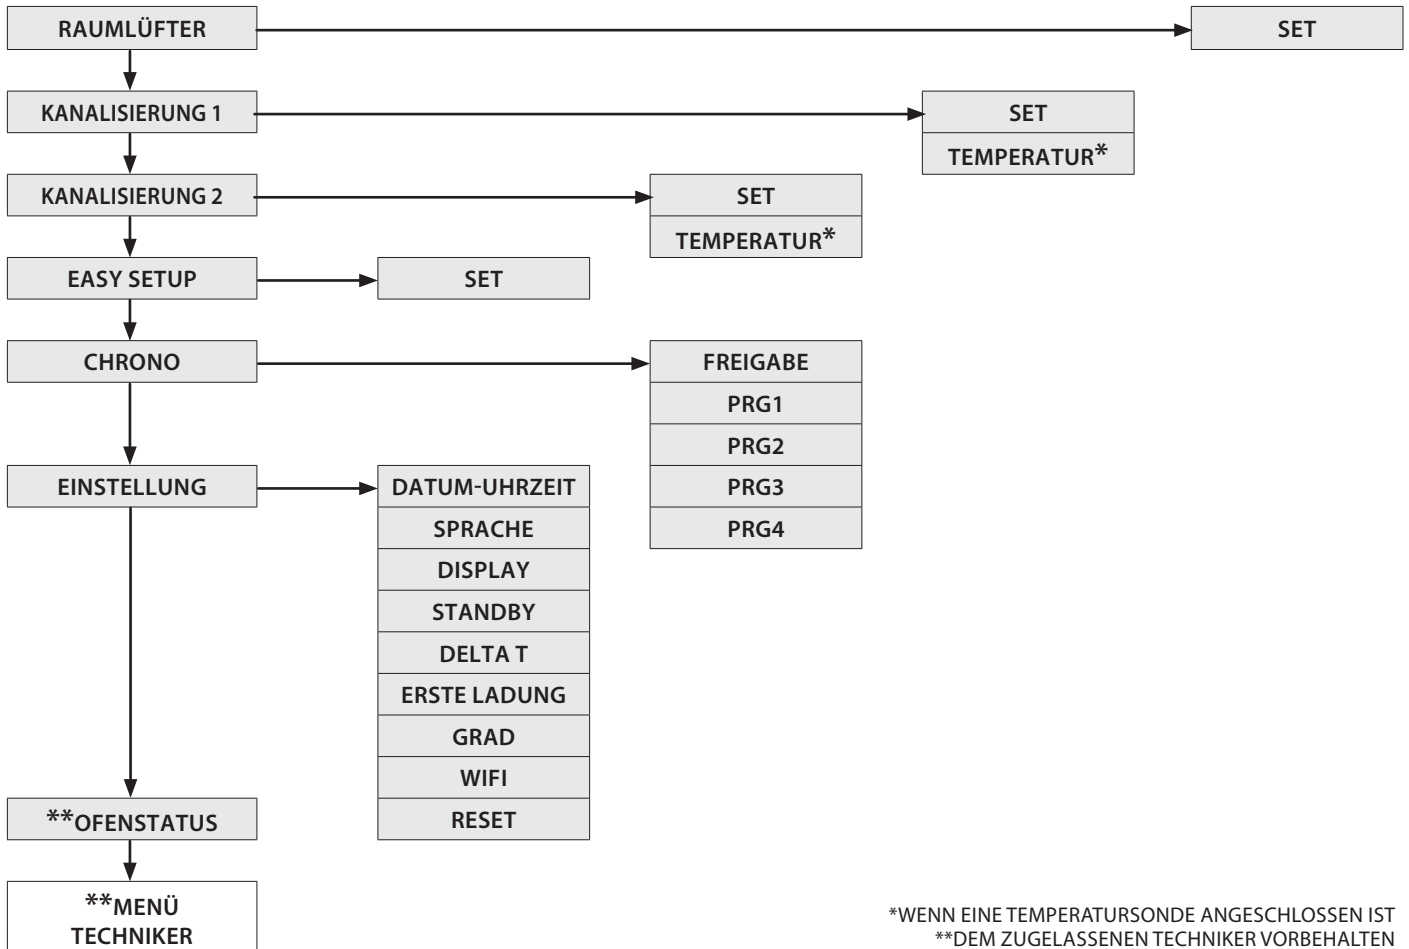 RAUMLÜFTER
SET
KANALISIERUNG 1
SET
TEMPERATUR*
KANALISIERUNG 2
SET
TEMPERATUR*
EASY SETUP
SET
CHRONO
FREIGABE
PRG1
PRG2
PRG3
PRG4
EINSTELLUNG
DATUM-UHRZEIT
SPRACHE
DISPLAY
STANDBY
DELTA T
ERSTE LADUNG
GRAD
WIFI
RESET
**OFENSTATUS
**MENÜ
TECHNIKER
*WENN EINE TEMPERATURSONDE ANGESCHLOSSEN IST
**DEM ZUGELASSENEN TECHNIKER VORBEHALTEN